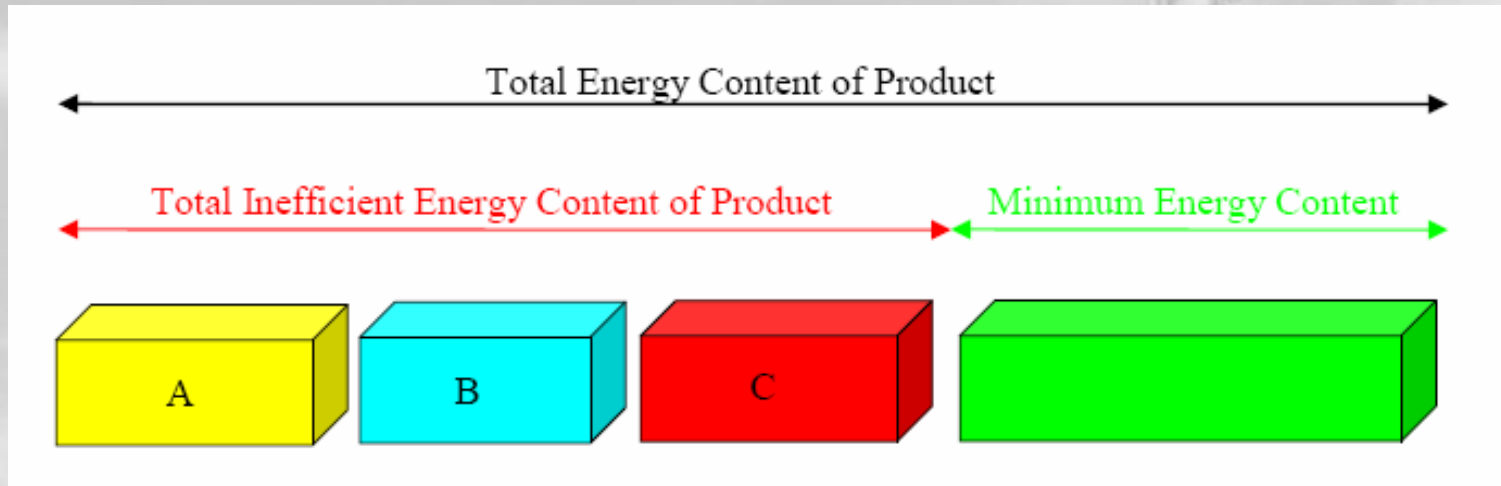 Total Energy Content of Product
Total Inefficient Energy Content of Product Minimum Energy Content
A B C